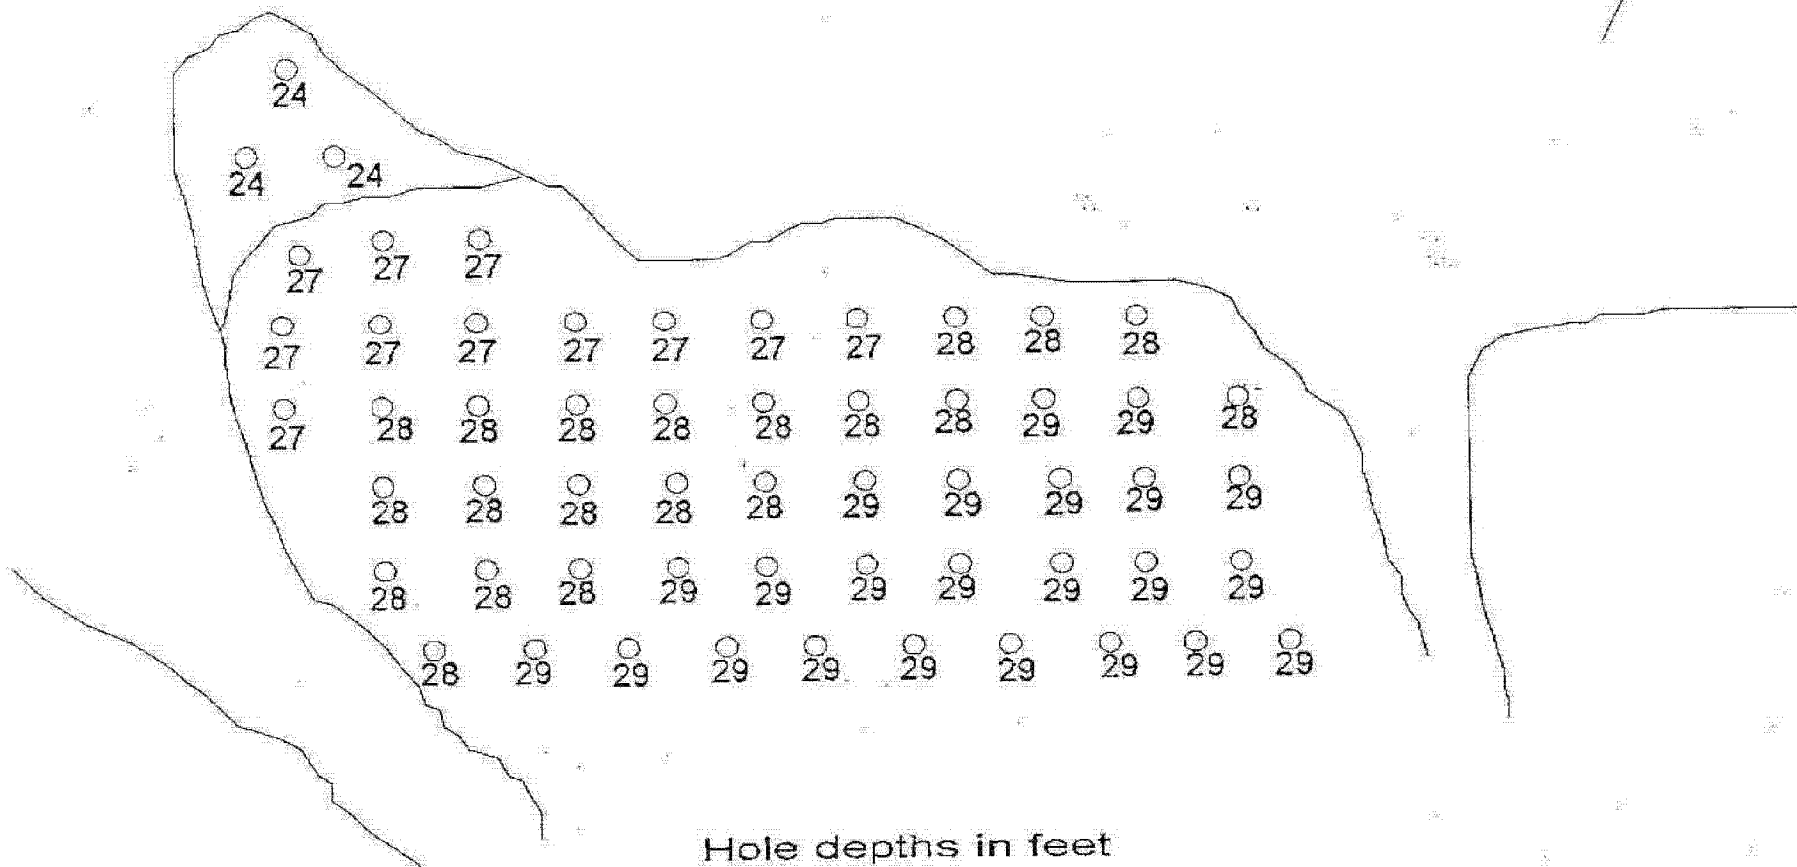 24
24 24
27 27 27
27 27 27 27 27 27 27 28 28 28
27 28 28 28 28 28 28 28 29 29 28
28 28 28 28 28 29 29 29 29 29
28 28 28 29 29 29 29 29 29 29
28 29 29 29 29 29 29 29 29 29
Hole depths in feet